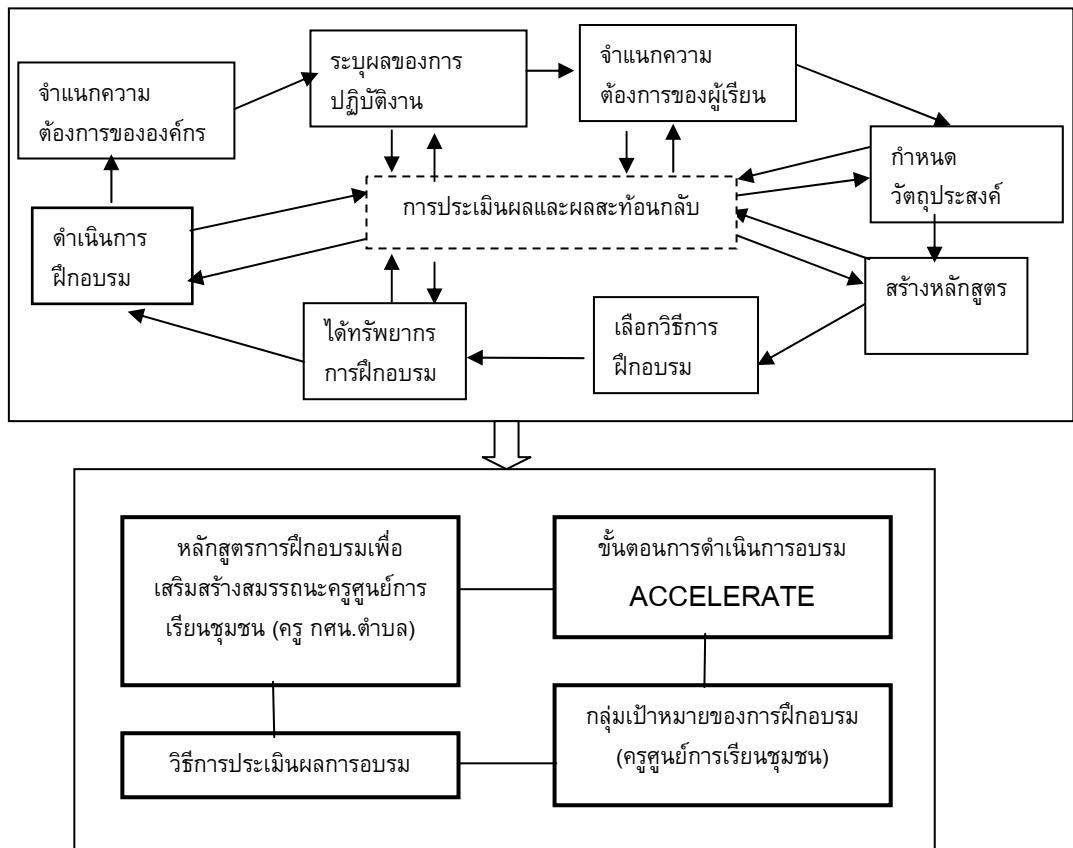 จำแนกความ
ต้องการขององค์กร
ระบุผลของการ
ปฏิบัติงาน
จำแนกความ
ต้องการของผู้เรียน
กำหนด
วัตถุประสงค์
การประเมินผลและผลสะท้อนกลับ
ดำเนินการ
ฝึกอบรม
สร้างหลักสูตร
ได้ทรัพยากร
การฝึกอบรม
เลือกวิธีการ
ฝึกอบรม
หลักสูตรการฝึกอบรมเพื่อ
เสริมสร้างสมรรถนะครูศูนย์การ
เรียนชุมชน (ครู กศน.ตำบล)
ขั้นตอนการดำเนินการอบรม
ACCELERATE
วิธีการประเมินผลการอบรม
กลุ่มเป้าหมายของการฝึกอบรม
(ครูศูนย์การเรียนชุมชน)